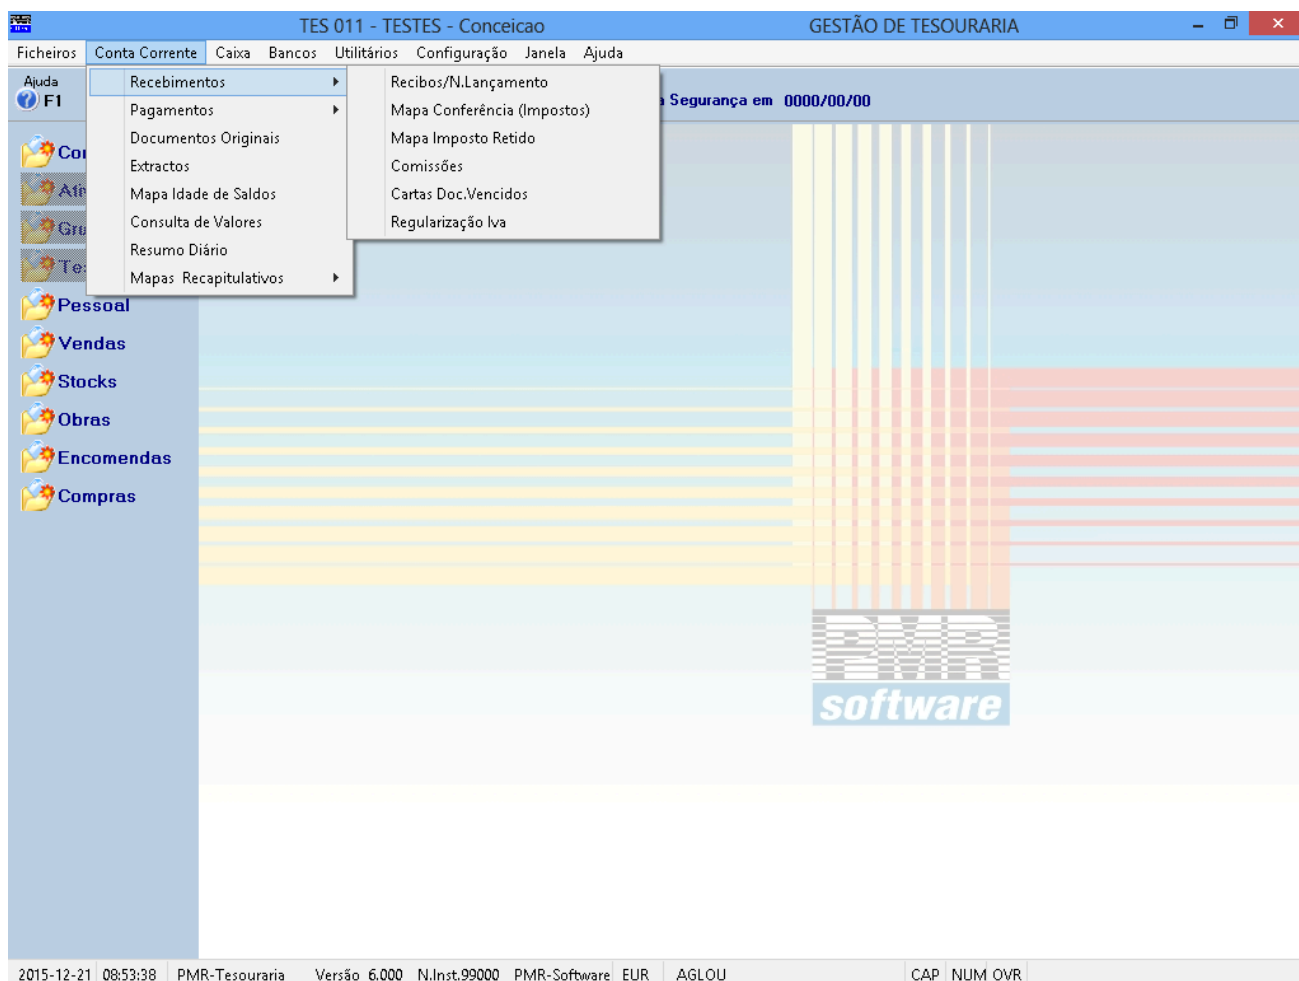 TES 011 - TESTES - Conceicao GESTÃO DE TESOURARIA
Ficheiros Conta Corrente Caixa Bancos Utilitários Configuração Janela Ajuda
Ajuda
F1
Segurança em 0000/00/00
Recebimentos
Pagamentos
Documentos Originais
Extractos
Mapa Idade de Saldos
Consulta de Valores
Resumo Diário
Mapas Recapitulativos
Recibos/N.Lançamento
Mapa Conferência (Impostos)
Mapa Imposto Retido
Comissões
Cartas Doc.Vencidos
Regularização Iva
Pessoal
Vendas
Stocks
Obras
Encomendas
Compras
PMR
software
2015-12-21 08:53:38 PMR-Tesouraria Versão 6.000 N.Inst.99000 PMR-Software EUR AGLOU CAP NUM OVR